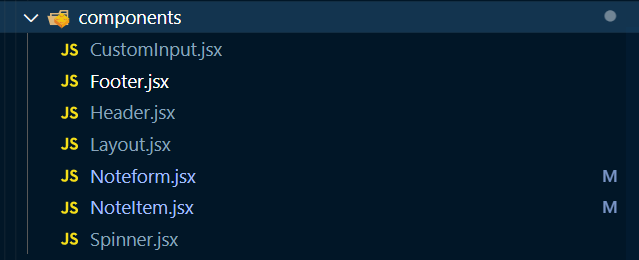 components
JS CustomInput.jsx
JS Footer.jsx
JS Header.jsx
JS Layout.jsx
JS Noteform.jsx M
JS NoteItem.jsx M
JS Spinner.jsx